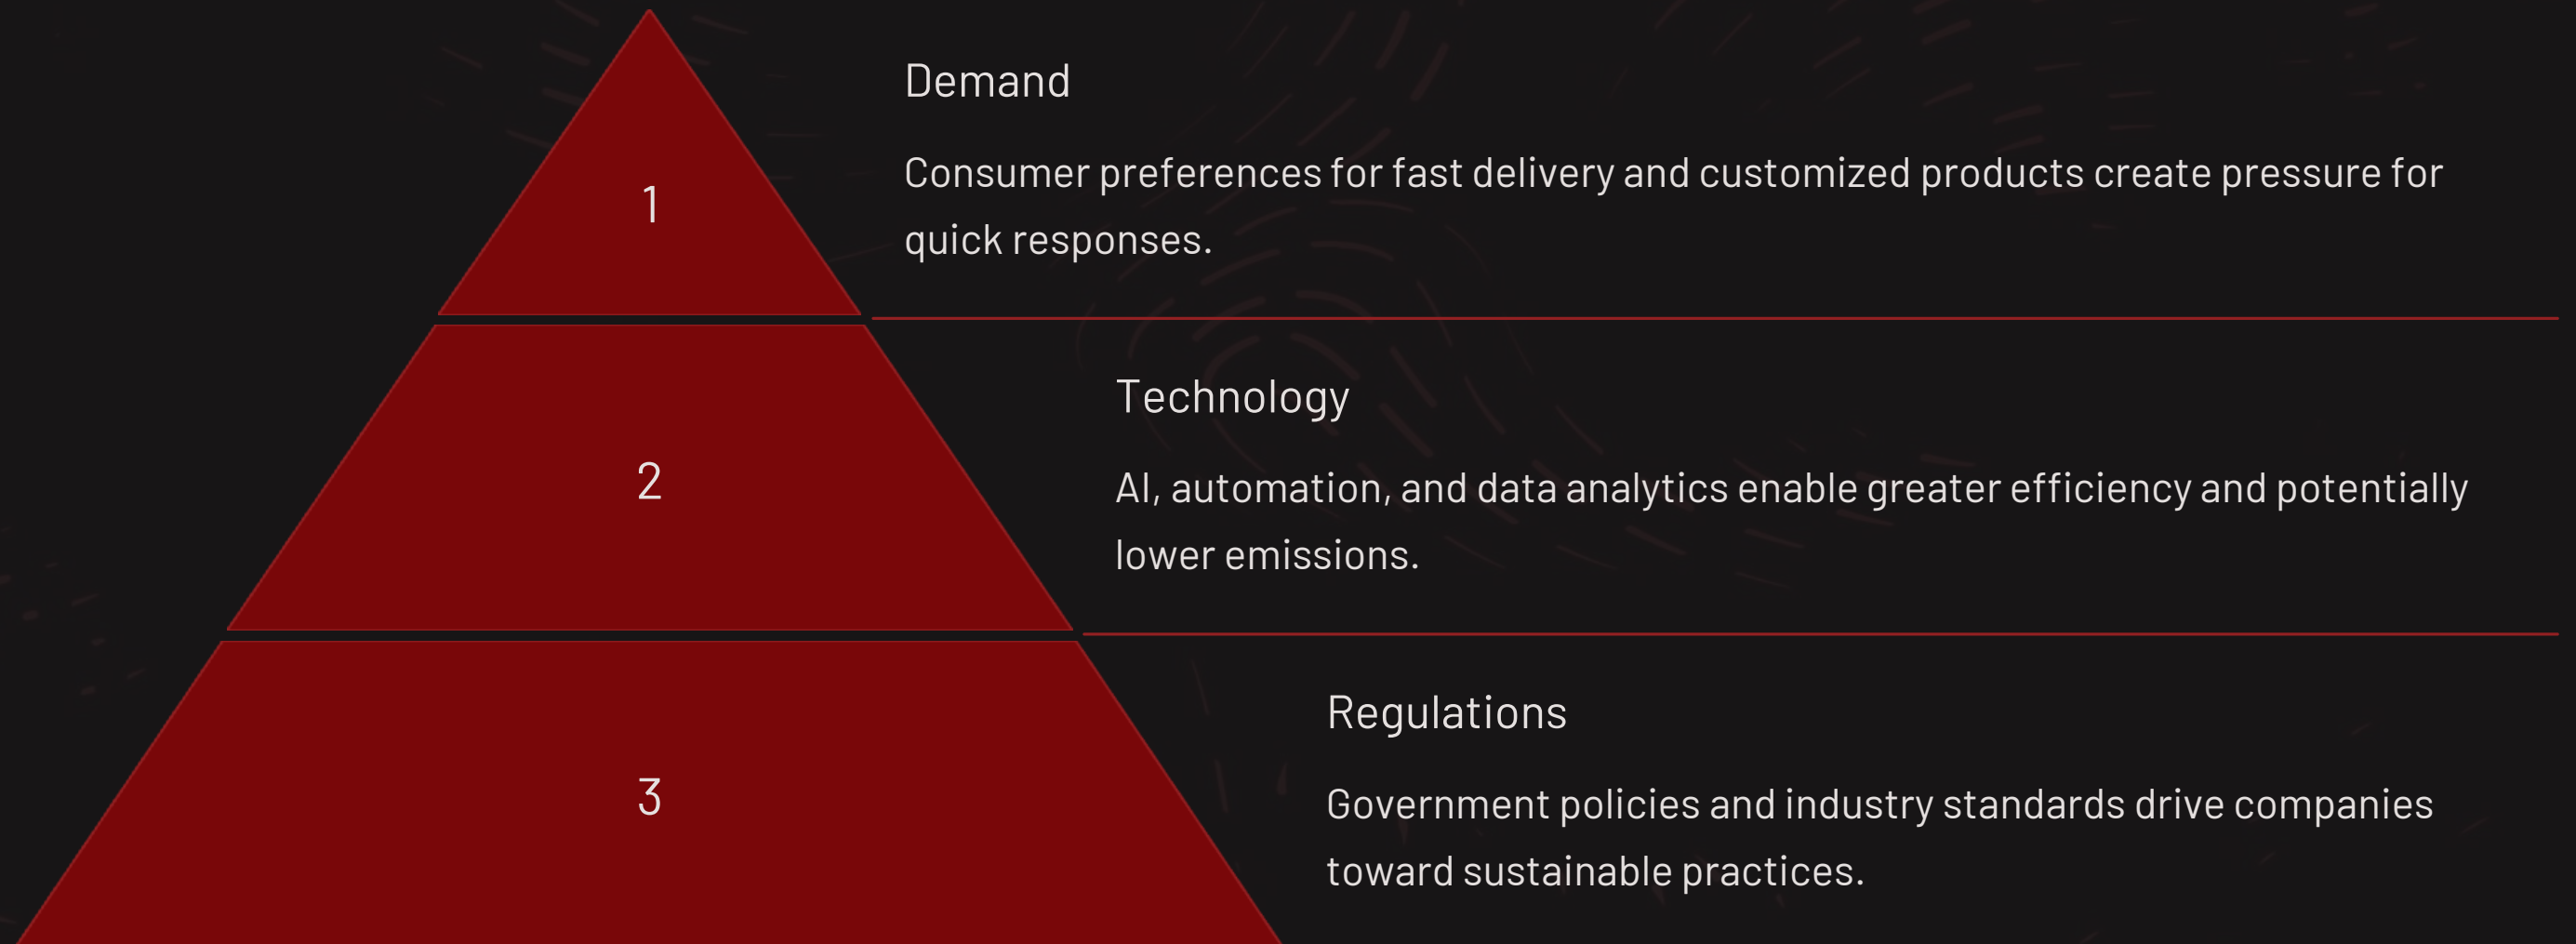 1
Demand
Consumer preferences for fast delivery and customized products create pressure for
quick responses.
2
Technology
AI, automation, and data analytics enable greater efficiency and potentially
lower emissions.
3
Regulations
Government policies and industry standards drive companies
toward sustainable practices.